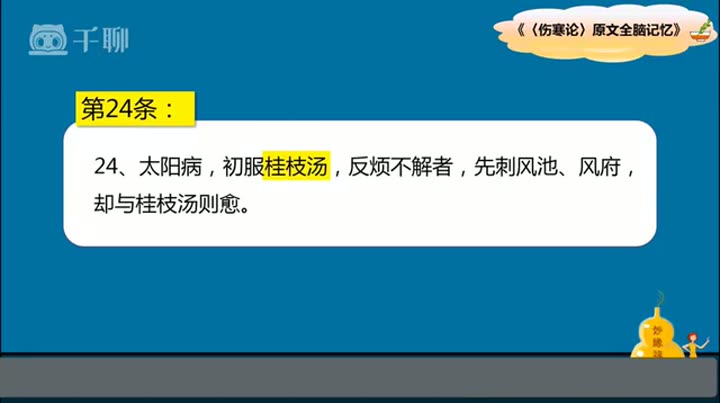 千聊
《〈伤寒论〉原文全脑记忆》
第24条：
24、太阳病，初服桂枝汤，反烦不解者，先刺风池、风府，
却与桂枝汤则愈。